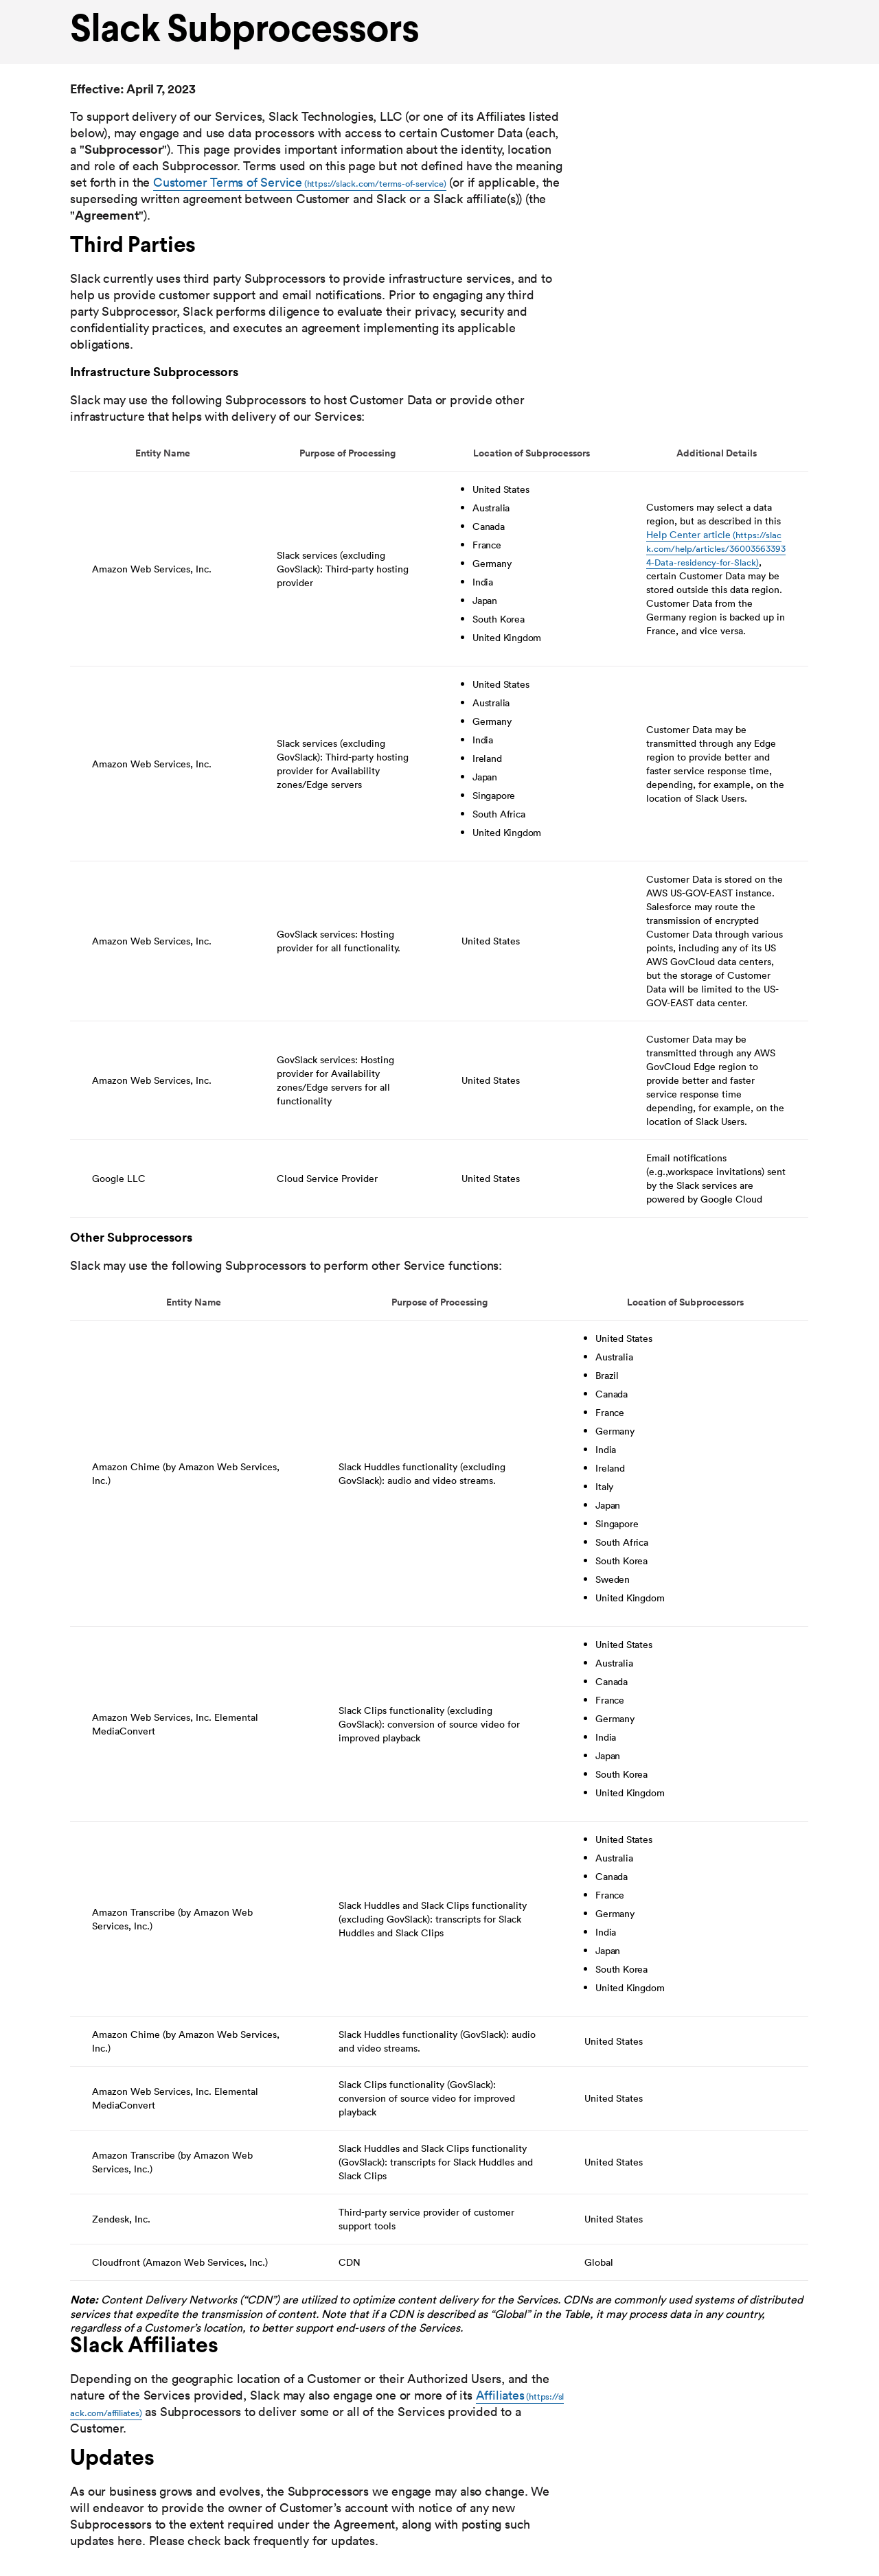 Slack Subprocessors
Effective: April 7, 2023
To support delivery of our Services, Slack Technologies, LLC (or one of its Affiliates listed
below), may engage and use data processors with access to certain Customer Data (each,
a "Subprocessor"). This page provides important information about the identity, location
and role of each Subprocessor. Terms used on this page but not defined have the meaning
set forth in the Customer Terms of Service (https://slack.com/terms-of-service) (or if applicable, the
superseding written agreement between Customer and Slack or a Slack affiliate(s)) (the
"Agreement").
Third Parties
Slack currently uses third party Subprocessors to provide infrastructure services, and to
help us provide customer support and email notifications. Prior to engaging any third
party Subprocessor, Slack performs diligence to evaluate their privacy, security and
confidentiality practices, and executes an agreement implementing its applicable
obligations.
Infrastructure Subprocessors
Slack may use the following Subprocessors to host Customer Data or provide other
infrastructure that helps with delivery of our Services:
Entity Name
Purpose of Processing
Location of Subprocessors
Additional Details
Amazon Web Services, Inc.
Slack services (excluding
GovSlack): Third-party hosting
provider
• United States
• Australia
• Canada
• France
• Germany
• India
• Japan
• South Korea
• United Kingdom
Customers may select a data
region, but as described in this
Help Center article (https://slac
k.com/help/articles/36003563393
4-Data-residency-for-Slack),
certain Customer Data may be
stored outside this data region.
Customer Data from the
Germany region is backed up in
France, and vice versa.
Amazon Web Services, Inc.
Slack services (excluding
GovSlack): Third-party hosting
provider for Availability
zones/Edge servers
• United States
• Australia
• Germany
• India
• Ireland
• Japan
• Singapore
• South Africa
• United Kingdom
Customer Data may be
transmitted through any Edge
region to provide better and
faster service response time,
depending, for example, on the
location of Slack Users.
Amazon Web Services, Inc.
GovSlack services: Hosting
provider for all functionality.
United States
Customer Data is stored on the
AWS US-GOV-EAST instance.
Salesforce may route the
transmission of encrypted
Customer Data through various
points, including any of its US
AWS GovCloud data centers,
but the storage of Customer
Data will be limited to the US-
GOV-EAST data center.
Amazon Web Services, Inc.
GovSlack services: Hosting
provider for Availability
zones/Edge servers for all
functionality
United States
Customer Data may be
transmitted through any AWS
GovCloud Edge region to
provide better and faster
service response time
depending, for example, on the
location of Slack Users.
Google LLC
Cloud Service Provider
United States
Email notifications
(e.g.,workspace invitations) sent
by the Slack services are
powered by Google Cloud
Other Subprocessors
Slack may use the following Subprocessors to perform other Service functions:
Entity Name
Purpose of Processing
Location of Subprocessors
Amazon Chime (by Amazon Web Services,
Inc.)
Slack Huddles functionality (excluding
GovSlack): audio and video streams.
• United States
• Australia
• Brazil
• Canada
• France
• Germany
• India
• Ireland
• Italy
• Japan
• Singapore
• South Africa
• South Korea
• Sweden
• United Kingdom
Amazon Web Services, Inc. Elemental
MediaConvert
Slack Clips functionality (excluding
GovSlack): conversion of source video for
improved playback
• United States
• Australia
• Canada
• France
• Germany
• India
• Japan
• South Korea
• United Kingdom
Amazon Transcribe (by Amazon Web
Services, Inc.)
Slack Huddles and Slack Clips functionality
(excluding GovSlack): transcripts for Slack
Huddles and Slack Clips
• United States
• Australia
• Canada
• France
• Germany
• India
• Japan
• South Korea
• United Kingdom
Amazon Chime (by Amazon Web Services,
Inc.)
Slack Huddles functionality (GovSlack): audio
and video streams.
United States
Amazon Web Services, Inc. Elemental
MediaConvert
Slack Clips functionality (GovSlack):
conversion of source video for improved
playback
United States
Amazon Transcribe (by Amazon Web
Services, Inc.)
Slack Huddles and Slack Clips functionality
(GovSlack): transcripts for Slack Huddles and
Slack Clips
United States
Zendesk, Inc.
Third-party service provider of customer
support tools
United States
Cloudfront (Amazon Web Services, Inc.)
CDN
Global
Note: Content Delivery Networks (“CDN”) are utilized to optimize content delivery for the Services. CDNs are commonly used systems of distributed
services that expedite the transmission of content. Note that if a CDN is described as “Global” in the Table, it may process data in any country,
regardless of a Customer’s location, to better support end-users of the Services.
Slack Affiliates
Depending on the geographic location of a Customer or their Authorized Users, and the
nature of the Services provided, Slack may also engage one or more of its Affiliates (https://sl
ack.com/affiliates) as Subprocessors to deliver some or all of the Services provided to a
Customer.
Updates
As our business grows and evolves, the Subprocessors we engage may also change. We
will endeavor to provide the owner of Customer’s account with notice of any new
Subprocessors to the extent required under the Agreement, along with posting such
updates here. Please check back frequently for updates.